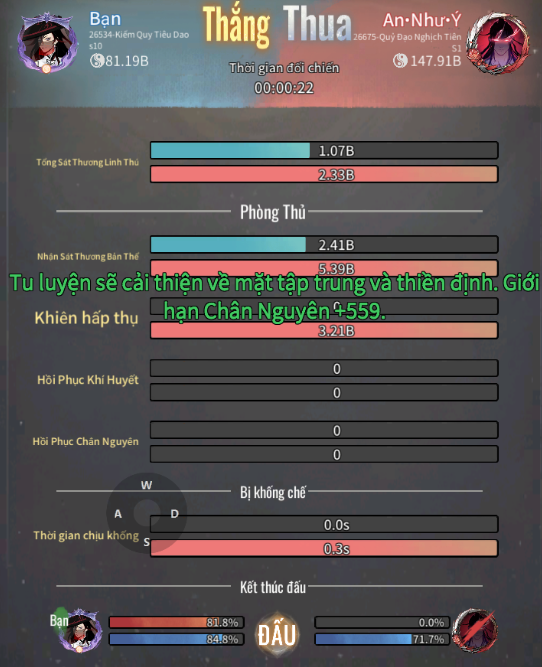 Bạn
Thắng
Thua
An·Như·Ý
26534-Kiếm Quy Tiêu Dao
s10
26675-Quỷ Đạo Nghịch Tiên
S1
81.19B
147.91B
Thời gian đối chiến
00:00:22
Tổng Sát Thương Linh Thú
1.07B
2.33B
Phòng Thủ
Nhận Sát Thương Bản Thể
2.41B
5.39B
Tu luyện sẽ cải thiện về mặt tập trung và thiền định. Giới
hạn Chân Nguyên +559.
Khiên hấp thụ
0
3.21B
Hồi Phục Khí Huyết
0
0
Hồi Phục Chân Nguyên
0
0
Bị khống chế
W
A
D
S
Thời gian chịu khống
0.0s
0.3s
Kết thúc đấu
Bạn
81.8%
84.8%
ĐẤU
0.0%
71.7%